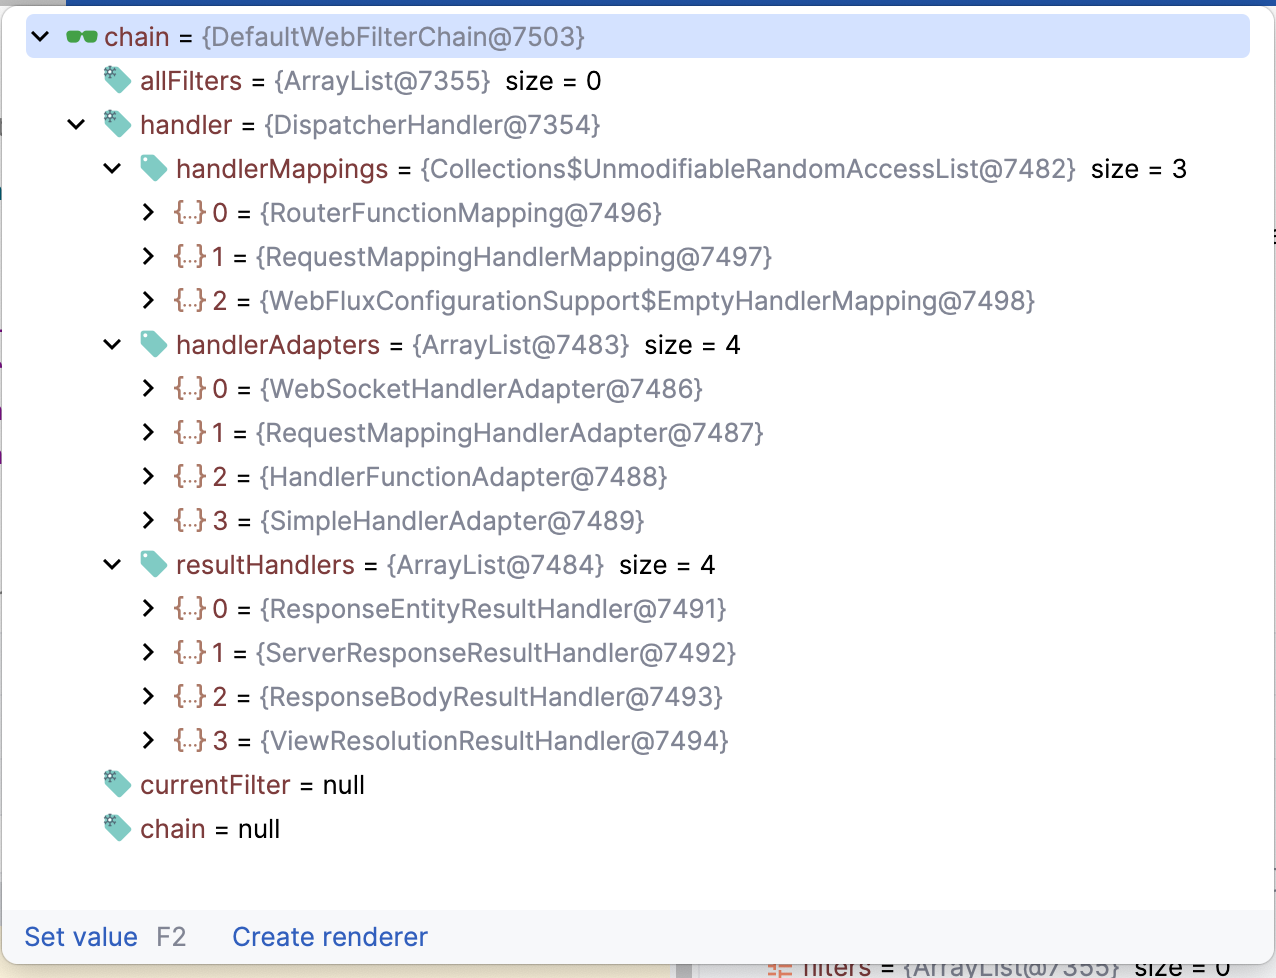 chain = {DefaultWebFilterChain@7503}
allFilters = {ArrayList@7355} size = 0
handler = {DispatcherHandler@7354}
handlerMappings = {Collections$UnmodifiableRandomAccessList@7482} size = 3
{...} 0 = {RouterFunctionMapping@7496}
{...} 1 = {RequestMappingHandlerMapping@7497}
{...} 2 = {WebFluxConfigurationSupport$EmptyHandlerMapping@7498}
handlerAdapters = {ArrayList@7483} size = 4
{...} 0 = {WebSocketHandlerAdapter@7486}
{...} 1 = {RequestMappingHandlerAdapter@7487}
{...} 2 = {HandlerFunctionAdapter@7488}
{...} 3 = {SimpleHandlerAdapter@7489}
resultHandlers = {ArrayList@7484} size = 4
{...} 0 = {ResponseEntityResultHandler@7491}
{...} 1 = {ServerResponseResultHandler@7492}
{...} 2 = {ResponseBodyResultHandler@7493}
{...} 3 = {ViewResolutionResultHandler@7494}
currentFilter = null
chain = null
Set value F2 Create renderer
filters = {ArrayList@7355} size = 0